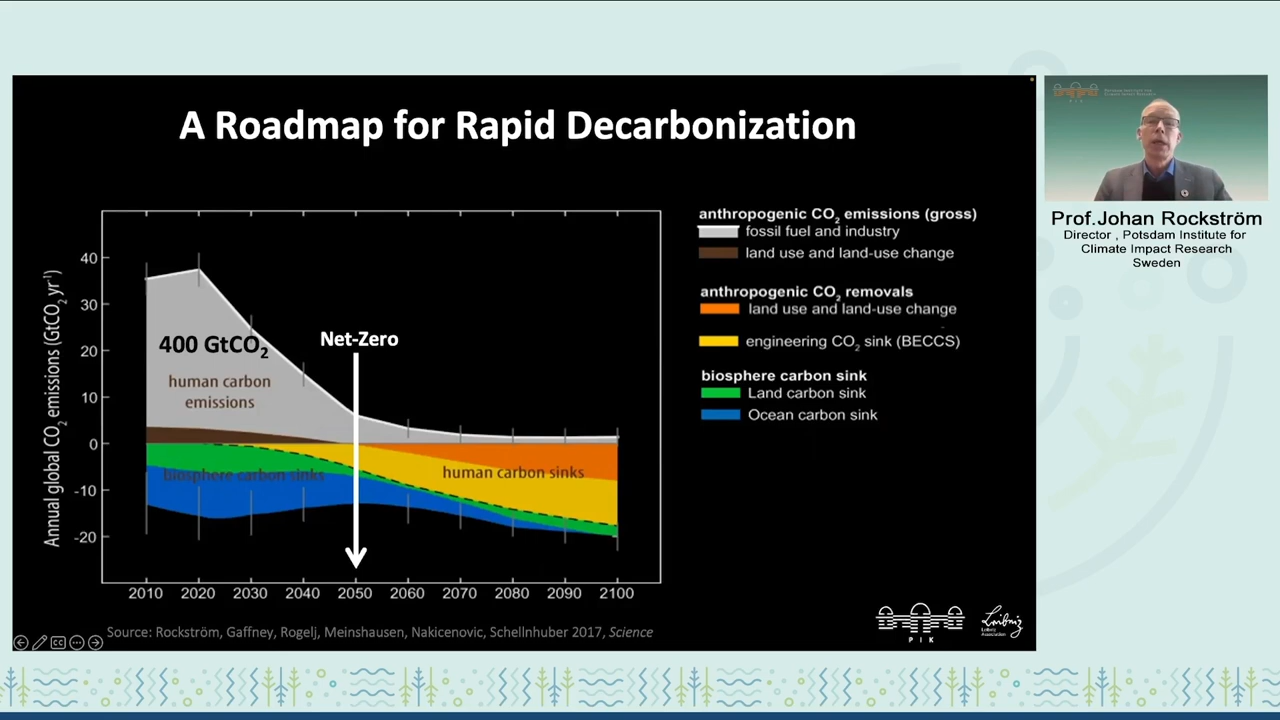 A Roadmap for Rapid Decarbonization
Annual global CO2 emissions (GtCO2 yr-1)
40
30
20
10
0
-10
-20
400 GtCO2
human carbon
emissions
Net-Zero
biosphere carbon sinks
human carbon sinks
2010 2020 2030 2040 2050 2060 2070 2080 2090 2100
anthropogenic CO2 emissions (gross)
fossil fuel and industry
land use and land-use change
anthropogenic CO2 removals
land use and land-use change
engineering CO2 sink (BECCS)
biosphere carbon sink
Land carbon sink
Ocean carbon sink
Source: Rockström, Gaffney, Rogelj, Meinshausen, Nakicenovic, Schellnhuber 2017, Science
PIK
Leibniz
Association
PIK
Prof.Johan Rockström
Director , Potsdam Institute for
Climate Impact Research
Sweden